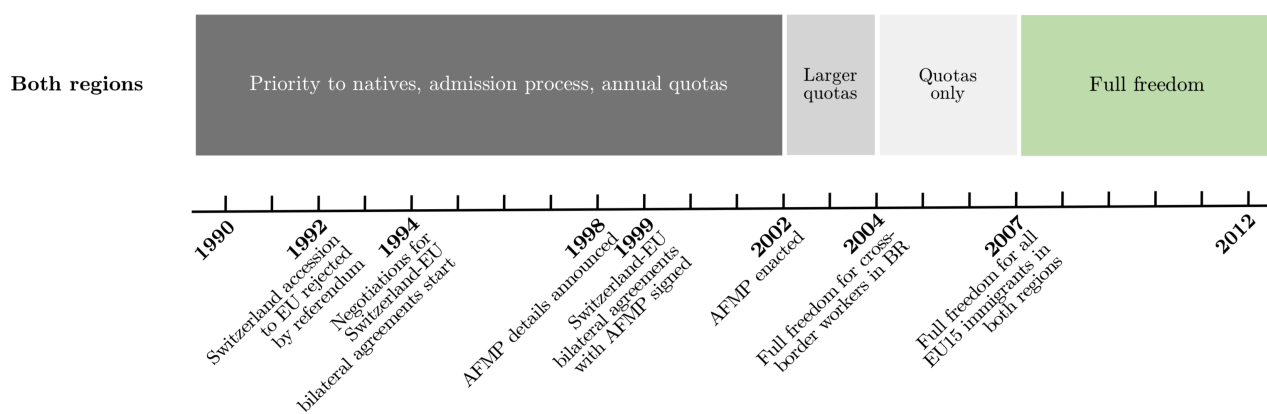 Both regions
Priority to natives, admission process, annual quotas
Larger
quotas
Quotas
only
Full freedom
1990
1992
Switzerland accession
to EU rejected
by referendum
1994
Negotiations for
Switzerland-EU
bilateral agreements start
1998
AFMP details announced
1999
Switzerland-EU
bilateral agreements
with AFMP signed
2002
AFMP enacted
2004
Full freedom for cross-
border workers in BR
2007
Full freedom for all
EU15 immigrants in
both regions
2012